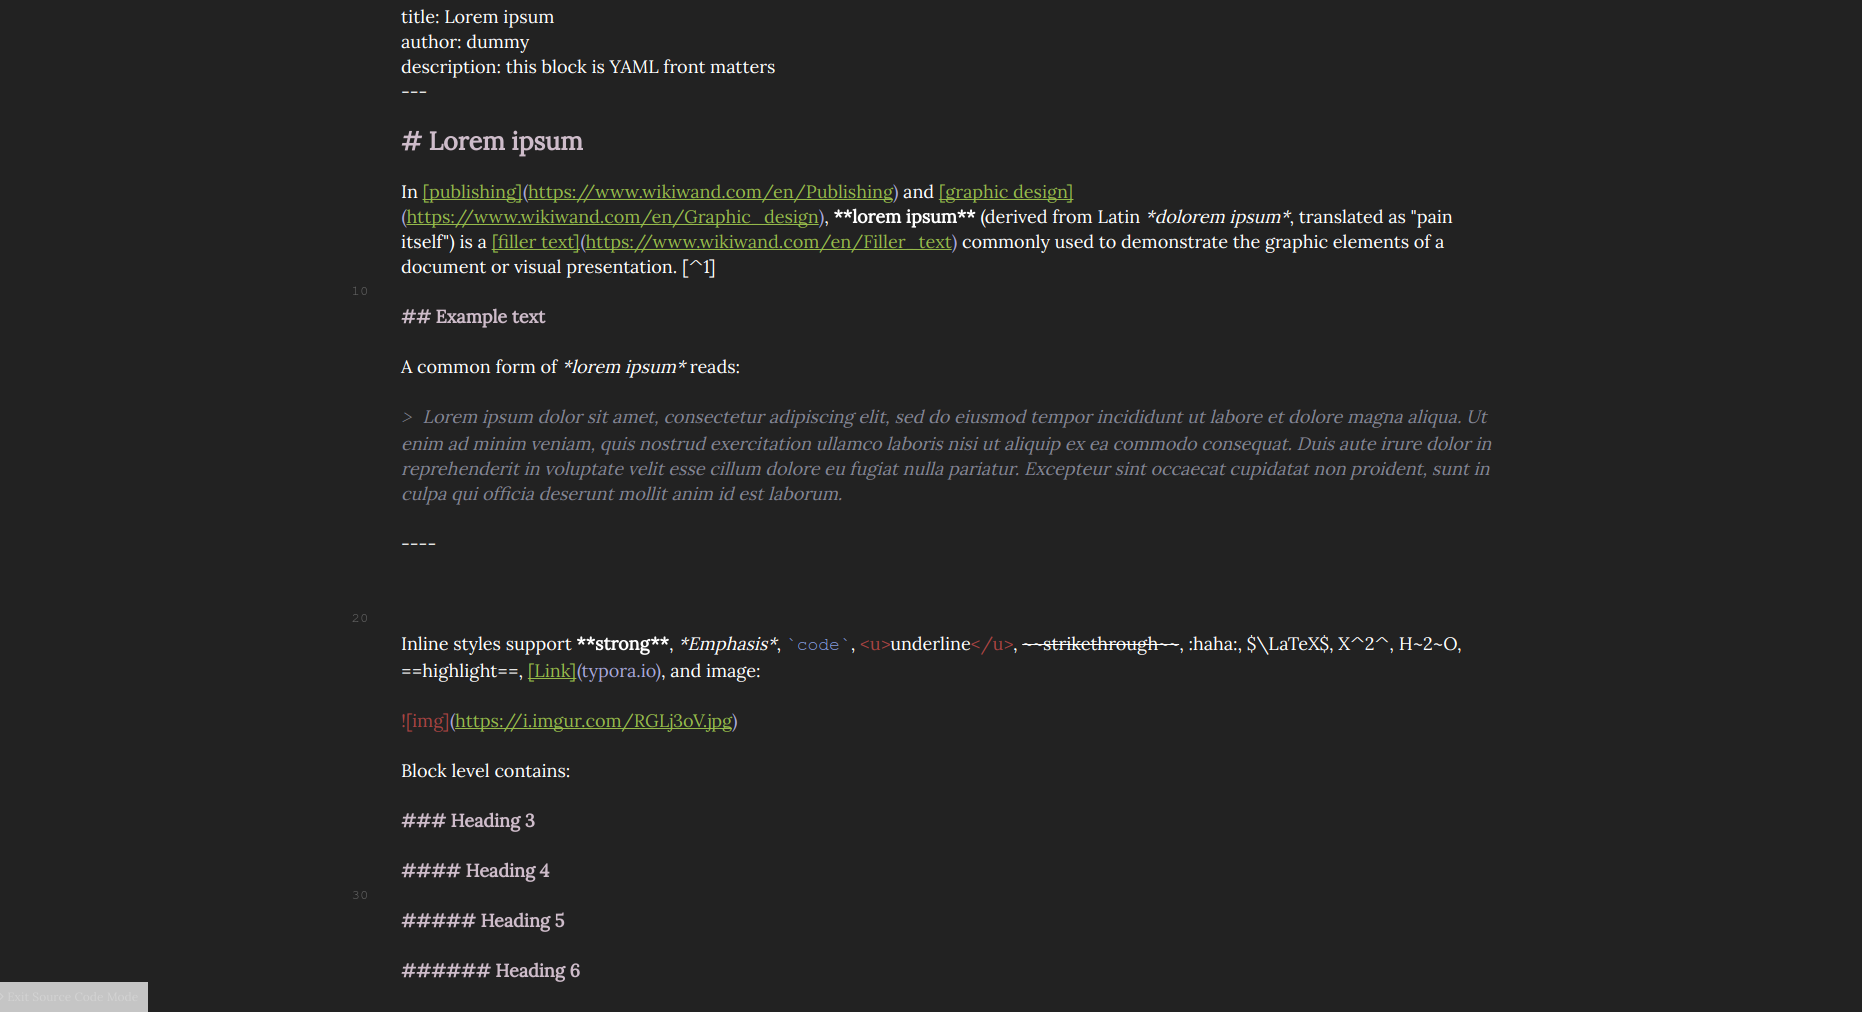 title: Lorem ipsum
author: dummy
description: this block is YAML front matters
---
# Lorem ipsum
In [publishing](https://www.wikiwand.com/en/Publishing) and [graphic design]
(https://www.wikiwand.com/en/Graphic_design), **lorem ipsum** (derived from Latin *dolorem ipsum*, translated as "pain
itself") is a [filler text](https://www.wikiwand.com/en/Filler_text) commonly used to demonstrate the graphic elements of a
document or visual presentation. [^1]
10
## Example text
A common form of *lorem ipsum* reads:
> Lorem ipsum dolor sit amet, consectetur adipiscing elit, sed do eiusmod tempor incididunt ut labore et dolore magna aliqua. Ut
enim ad minim veniam, quis nostrud exercitation ullamco laboris nisi ut aliquip ex ea commodo consequat. Duis aute irure dolor in
reprehenderit in voluptate velit esse cillum dolore eu fugiat nulla pariatur. Excepteur sint occaecat cupidatat non proident, sunt in
culpa qui officia deserunt mollit anim id est laborum.
----
20
Inline styles support **strong**, *Emphasis*, `code`, <u>underline</u>, ~~strikethrough~~, :haha:, $\LaTeX$, X^2^, H~2~O,
==highlight==, [Link](typora.io), and image:
![img](https://i.imgur.com/RGLj3oV.jpg)
Block level contains:
### Heading 3
#### Heading 4
30
##### Heading 5
###### Heading 6
Exit Source Code Mode